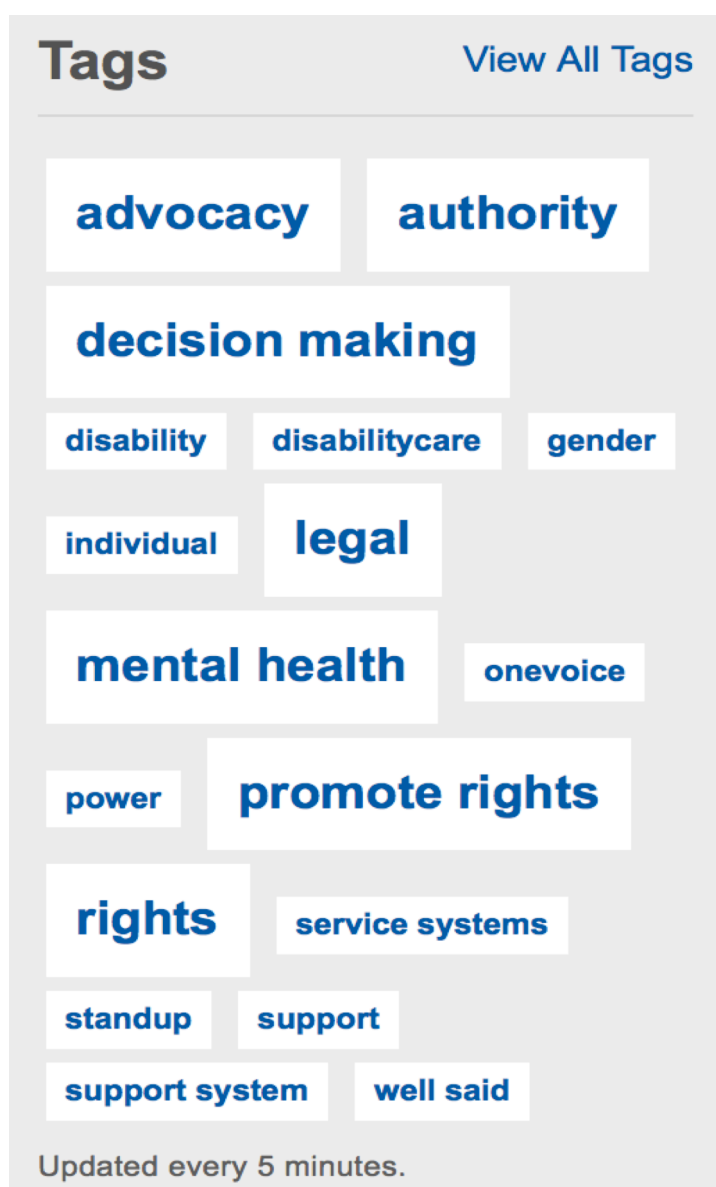 Tags View All Tags
advocacy authority
decision making
disability disabilitycare gender
individual legal
mental health onevoice
power promote rights
rights service systems
standup support
support system well said
Updated every 5 minutes.